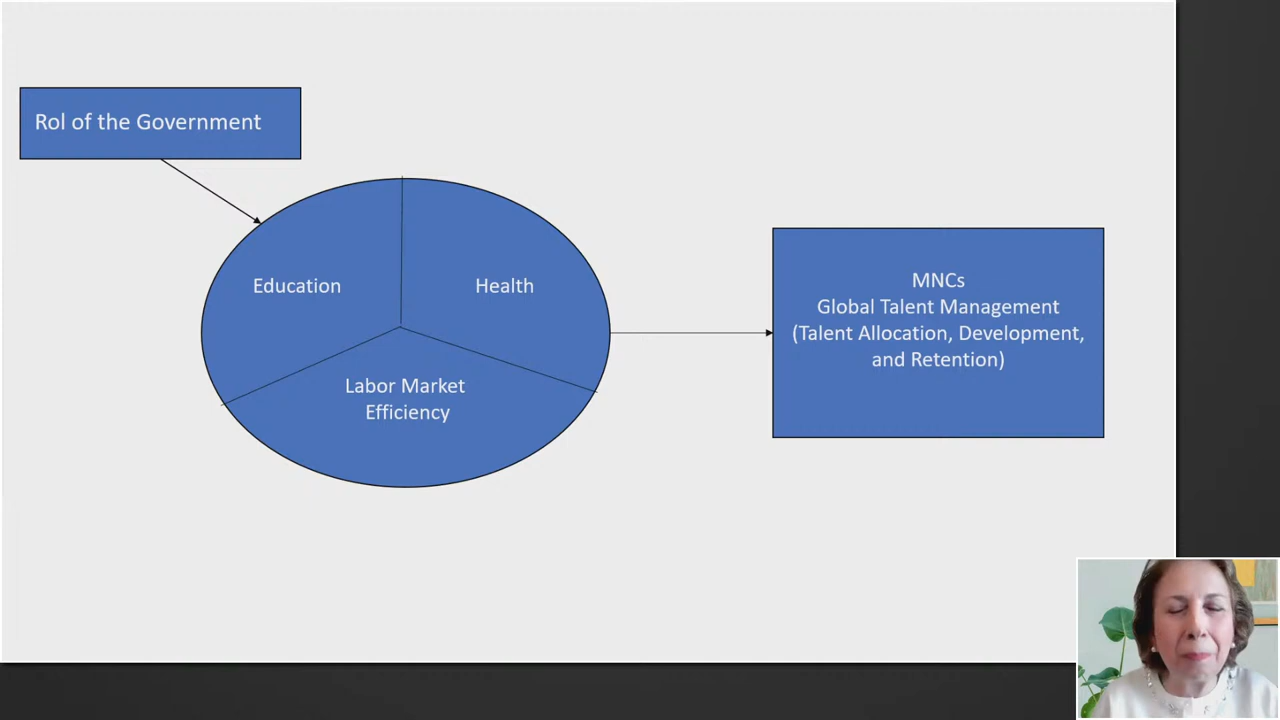 Rol of the Government
Education
Health
Labor Market
Efficiency
MNCs
Global Talent Management
(Talent Allocation, Development,
and Retention)